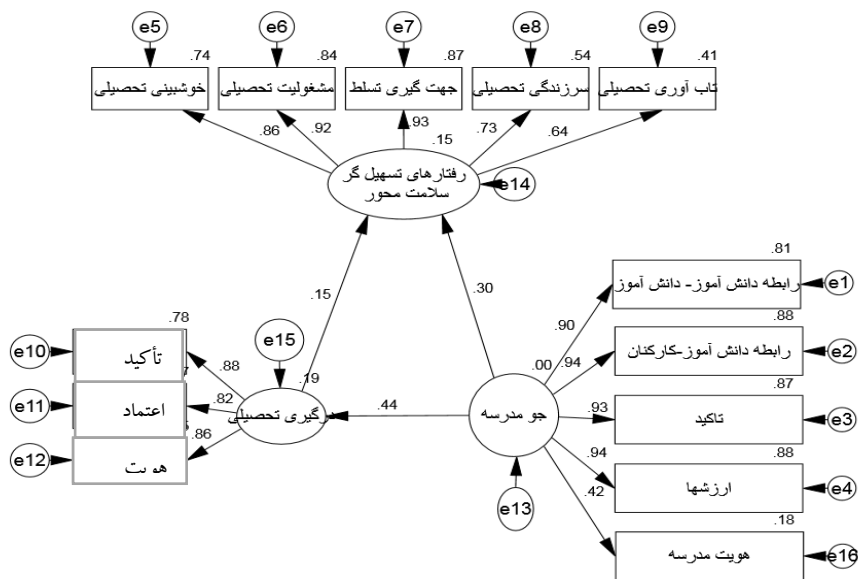 e5 e6 e7 e8 e9
.74 .84 .87 .54 .41
خوشبینی تحصیلی
مشغولیت تحصیلی
جهت گیری تسلط
سرزندگی تحصیلی
تاب آوری تحصیلی
.86 .92 .93 .73 .64
.15
رفتارهای تسهیل گر
سلامت محور
e14
.15
.30
.81
رابطه دانش آموز- دانش آموز
e1
.90
.88
رابطه دانش آموز-کارکنان
e2
.94
.00
جو مدرسه
e13
.87
تاکید
e3
.93
.88
ارزشها
e4
.94
.18
هویت مدرسه
e16
.42
.44
e15
.19
درگیری تحصیلی
.78
e10
تأکید
.88
e11
اعتماد
.82
e12
هویت
.86